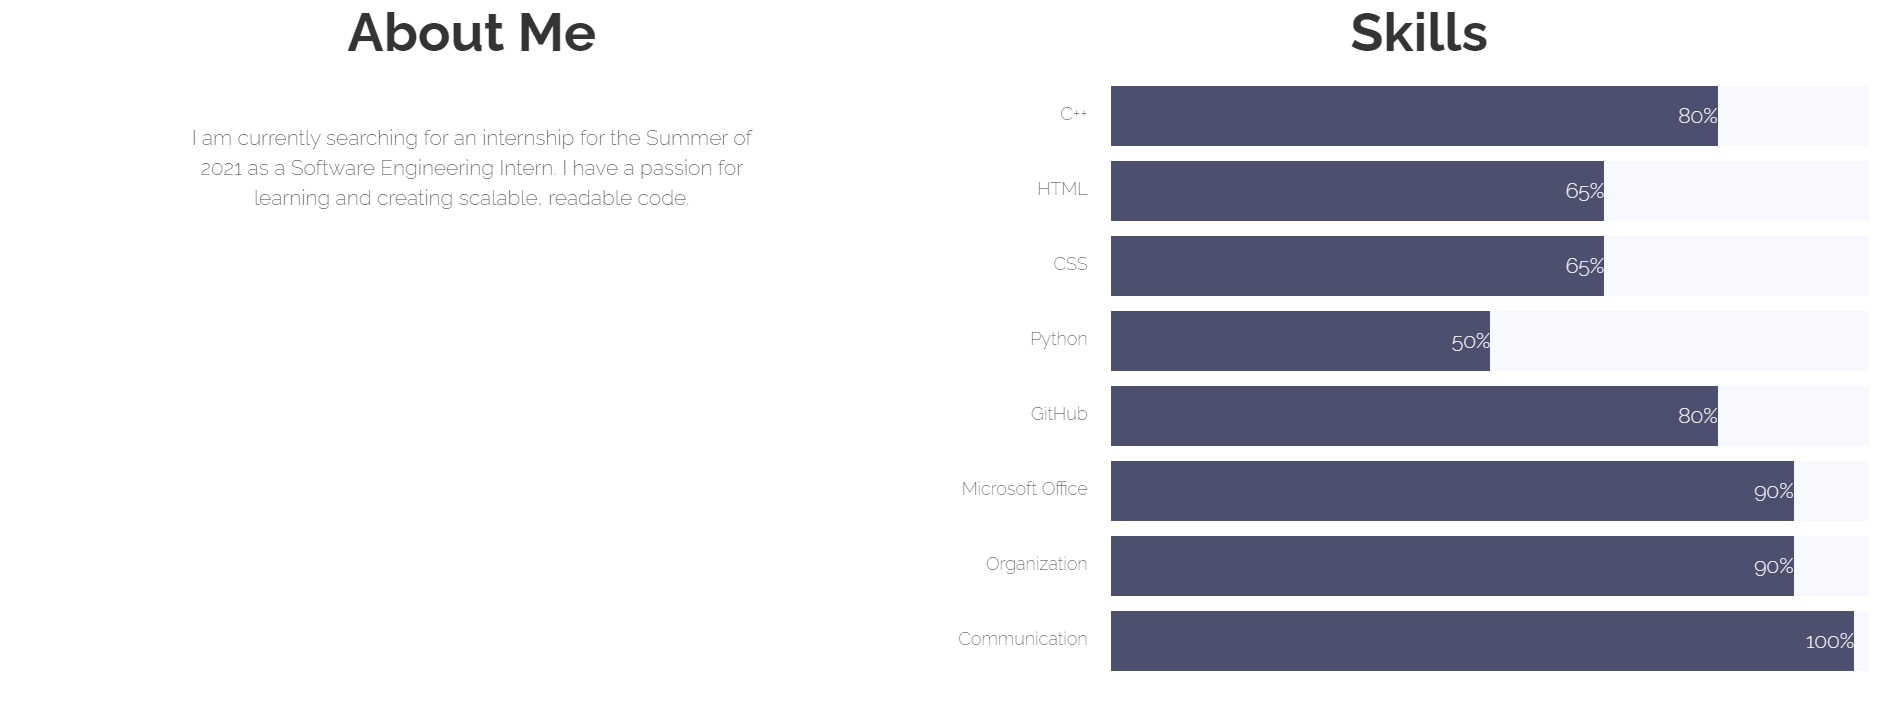 About Me
I am currently searching for an internship for the Summer of
2021 as a Software Engineering Intern. I have a passion for
learning and creating scalable, readable code.
Skills
C++ 80%
HTML 65%
CSS 65%
Python 50%
GitHub 80%
Microsoft Office 90%
Organization 90%
Communication 100%